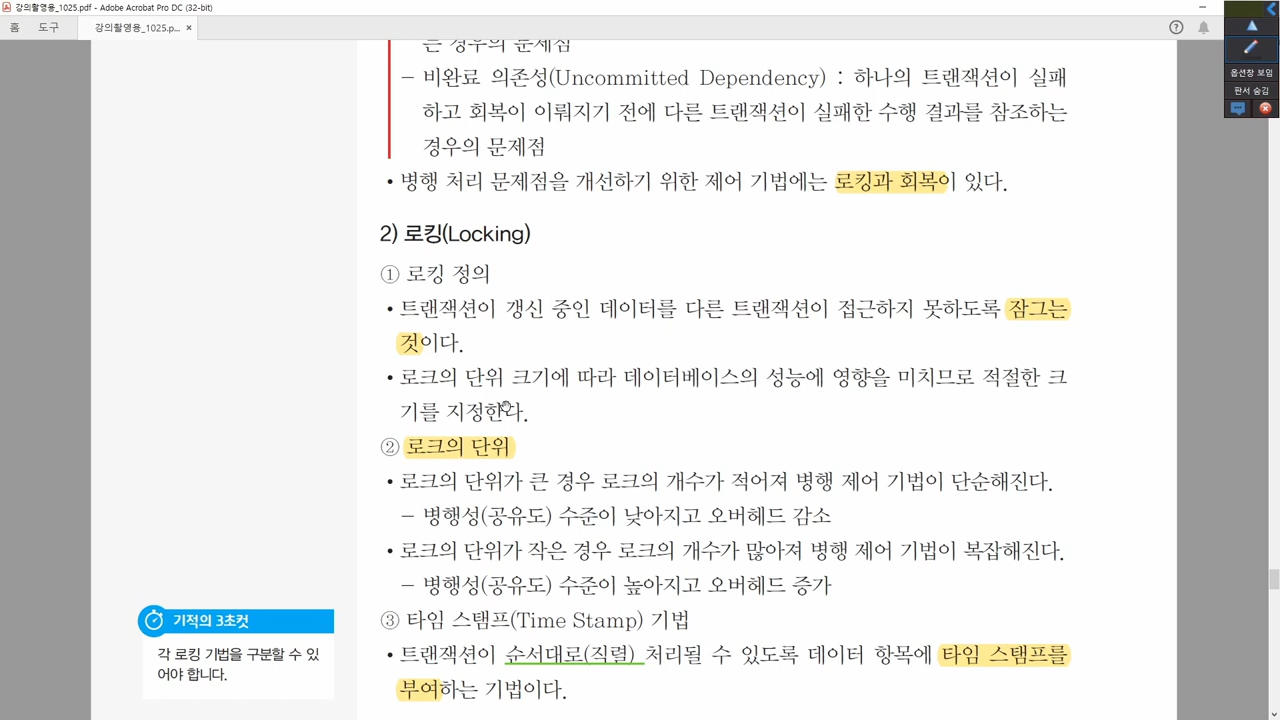 강의촬영용_1025.pdf - Adobe Acrobat Pro DC (32-bit)
홈 도구 강의촬영용_1025.p... ×
옵션창 보임
판서 숨김
는 경우의 문제점
– 비완료 의존성(Uncommitted Dependency) : 하나의 트랜잭션이 실패
하고 회복이 이뤄지기 전에 다른 트랜잭션이 실패한 수행 결과를 참조하는
경우의 문제점
• 병행 처리 문제점을 개선하기 위한 제어 기법에는 로킹과 회복이 있다.
2) 로킹(Locking)
① 로킹 정의
• 트랜잭션이 갱신 중인 데이터를 다른 트랜잭션이 접근하지 못하도록 잠그는
것이다.
• 로크의 단위 크기에 따라 데이터베이스의 성능에 영향을 미치므로 적절한 크
기를 지정한다.
② 로크의 단위
• 로크의 단위가 큰 경우 로크의 개수가 적어져 병행 제어 기법이 단순해진다.
– 병행성(공유도) 수준이 낮아지고 오버헤드 감소
• 로크의 단위가 작은 경우 로크의 개수가 많아져 병행 제어 기법이 복잡해진다.
– 병행성(공유도) 수준이 높아지고 오버헤드 증가
③ 타임 스탬프(Time Stamp) 기법
• 트랜잭션이 순서대로(직렬) 처리될 수 있도록 데이터 항목에 타임 스탬프를
부여하는 기법이다.
기적의 3초컷
각 로킹 기법을 구분할 수 있
어야 합니다.